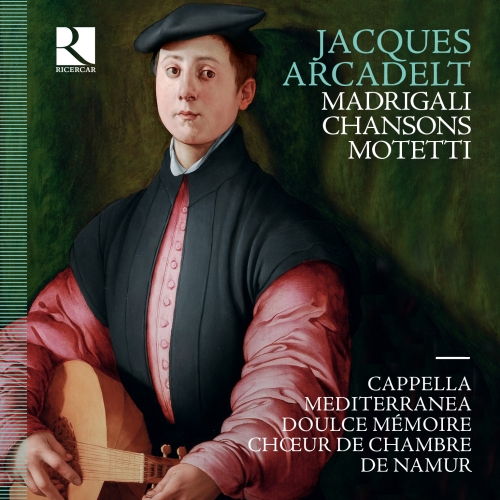 R
RICERCAR
JACQUES
ARCADELT
MADRIGALI
CHANSONS
MOTETTI
CAPPELLA
MEDITERRANEA
DOULCE MÉMOIRE
CHŒUR DE CHAMBRE
DE NAMUR